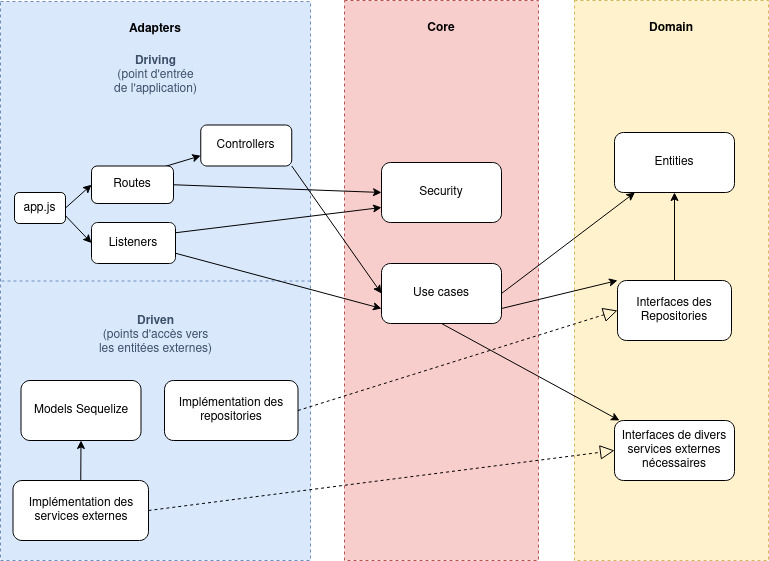 Adapters
Driving
(point d'entrée
de l'application)
Controllers
Routes
app.js
Listeners
Driven
(points d'accès vers
les entitées externes)
Models Sequelize
Implémentation des
repositories
Implémentation des
services externes
Core
Security
Use cases
Domain
Entities
Interfaces des
Repositories
Interfaces de divers
services externes
nécessaires